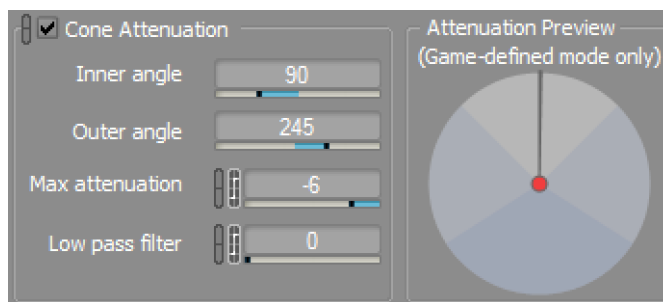 Cone Attenuation
Inner angle 90
Outer angle 245
Max attenuation -6
Low pass filter 0
Attenuation Preview
(Game-defined mode only)